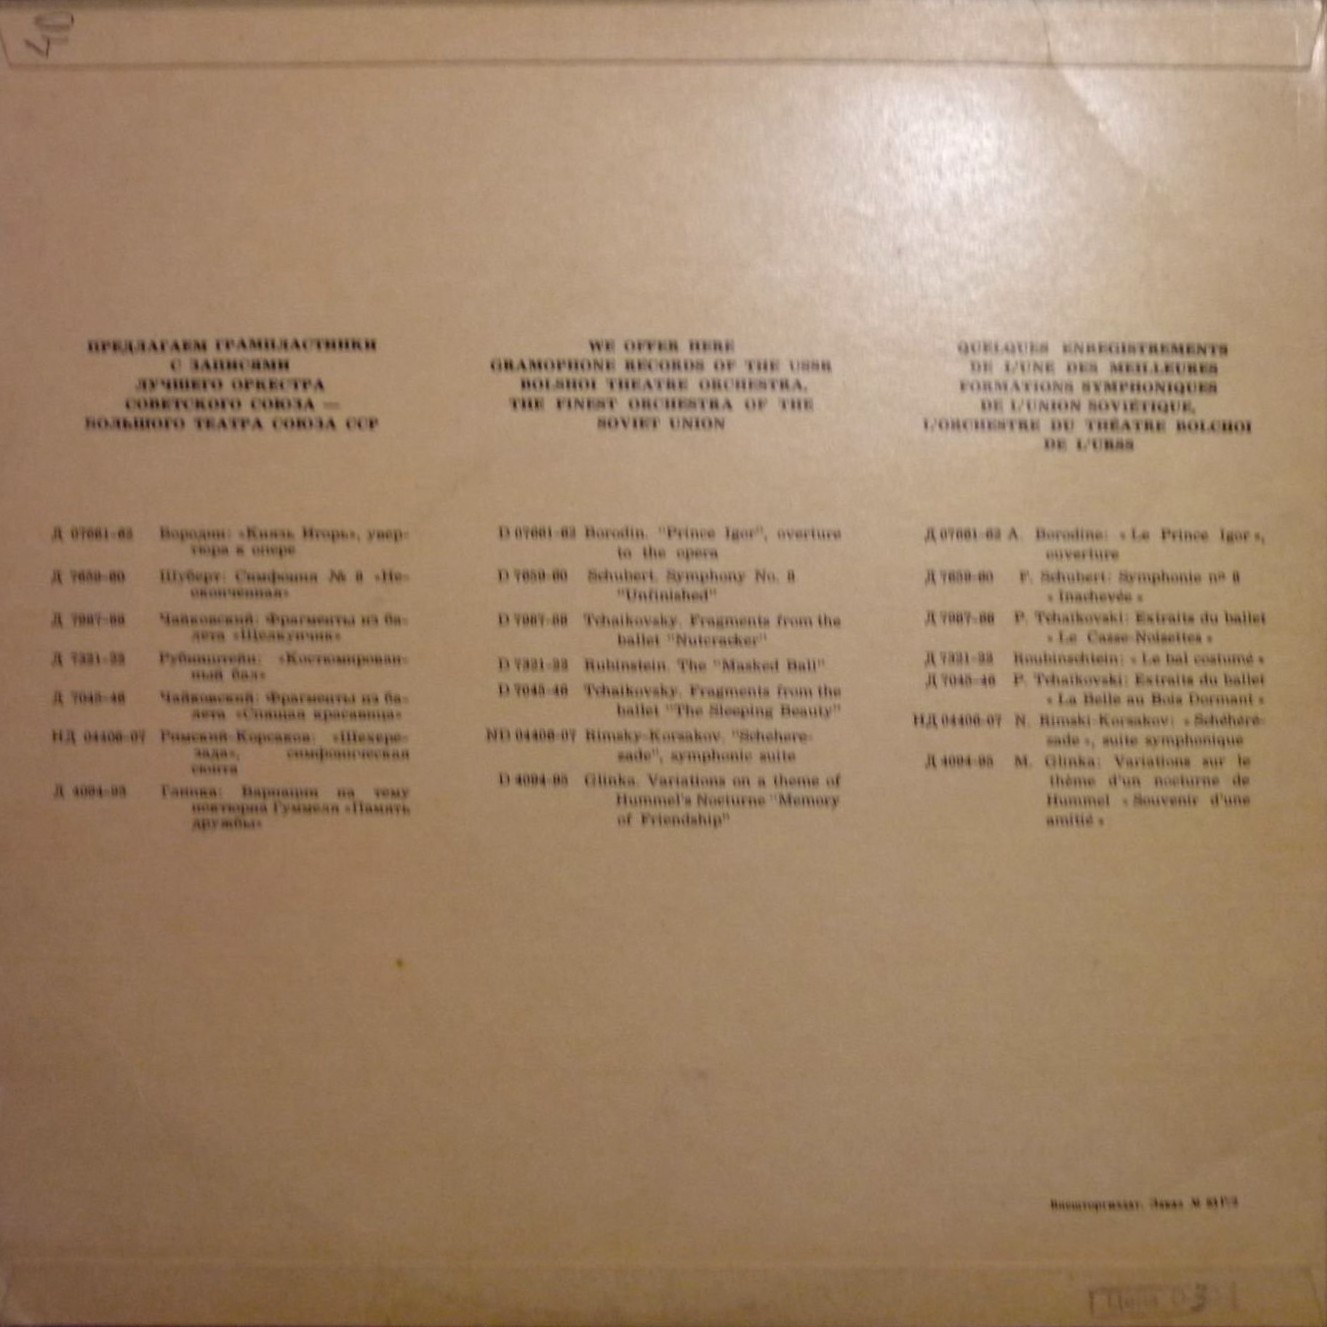 40
ПРЕДЛАГАЕМ ГРАМПЛАСТИНКИ
С ЗАПИСЯМИ
ЛУЧШЕГО ОРКЕСТРА
СОВЕТСКОГО СОЮЗА —
БОЛЬШОГО ТЕАТРА СОЮЗА ССР
Д 07661-62 Бородин: «Князь Игорь», увер-
тюра к опере
Д 7659-60 Шуберт: Симфония № 8 «Не-
оконченная»
Д 7067-68 Чайковский: Фрагменты из ба-
лета «Щелкунчик»
Д 7321-22 Рубинштейн: «Костюмирован-
ный бал»
Д 7045-46 Чайковский: Фрагменты из ба-
лета «Спящая красавица»
НД 04406-07 Римский-Корсаков: «Шехере-
зада», симфоническая
сюита
Д 4094-95 Глинка: Вариации на тему
ноктюрна Гуммеля «Память
дружбы»
WE OFFER HERE
GRAMOPHONE RECORDS OF THE USSR
BOLSHOI THEATRE ORCHESTRA,
THE FINEST ORCHESTRA OF THE
SOVIET UNION
D 07661-62 Borodin. "Prince Igor", overture
to the opera
D 7659-60 Schubert. Symphony No. 8
"Unfinished"
D 7067-68 Tchaikovsky. Fragments from the
ballet "Nutcracker"
D 7321-22 Rubinstein. The "Masked Ball"
D 7045-46 Tchaikovsky. Fragments from the
ballet "The Sleeping Beauty"
ND 04406-07 Rimsky-Korsakov. "Schehere-
sade", symphonic suite
D 4094-95 Glinka. Variations on a theme of
Hummel's Nocturne "Memory
of Friendship"
QUELQUES ENREGISTREMENTS
DE L'UNE DES MEILLEURES
FORMATIONS SYMPHONIQUES
DE L'UNION SOVIÉTIQUE,
L'ORCHESTRE DU THÉATRE BOLCHOI
DE L'URSS
Д 07661-62 A. Borodine: « Le Prince Igor »,
ouverture
Д 7659-60 F. Schubert: Symphonie nº 8
« Inachevée »
Д 7067-68 P. Tchaikovski: Extraits du ballet
« Le Casse-Noisettes »
Д 7321-22 Roubinschtein: « Le bal costumé »
Д 7045-46 P. Tchaikovski: Extraits du ballet
« La Belle au Bois Dormant »
НД 04406-07 N. Rimski-Korsakov: « Schéhéré-
zade », suite symphonique
Д 4094-95 M. Glinka: Variations sur le
thème d'un nocturne de
Hummel « Souvenir d'une
amitié »
Внешторгиздат. Заказ №
Цена